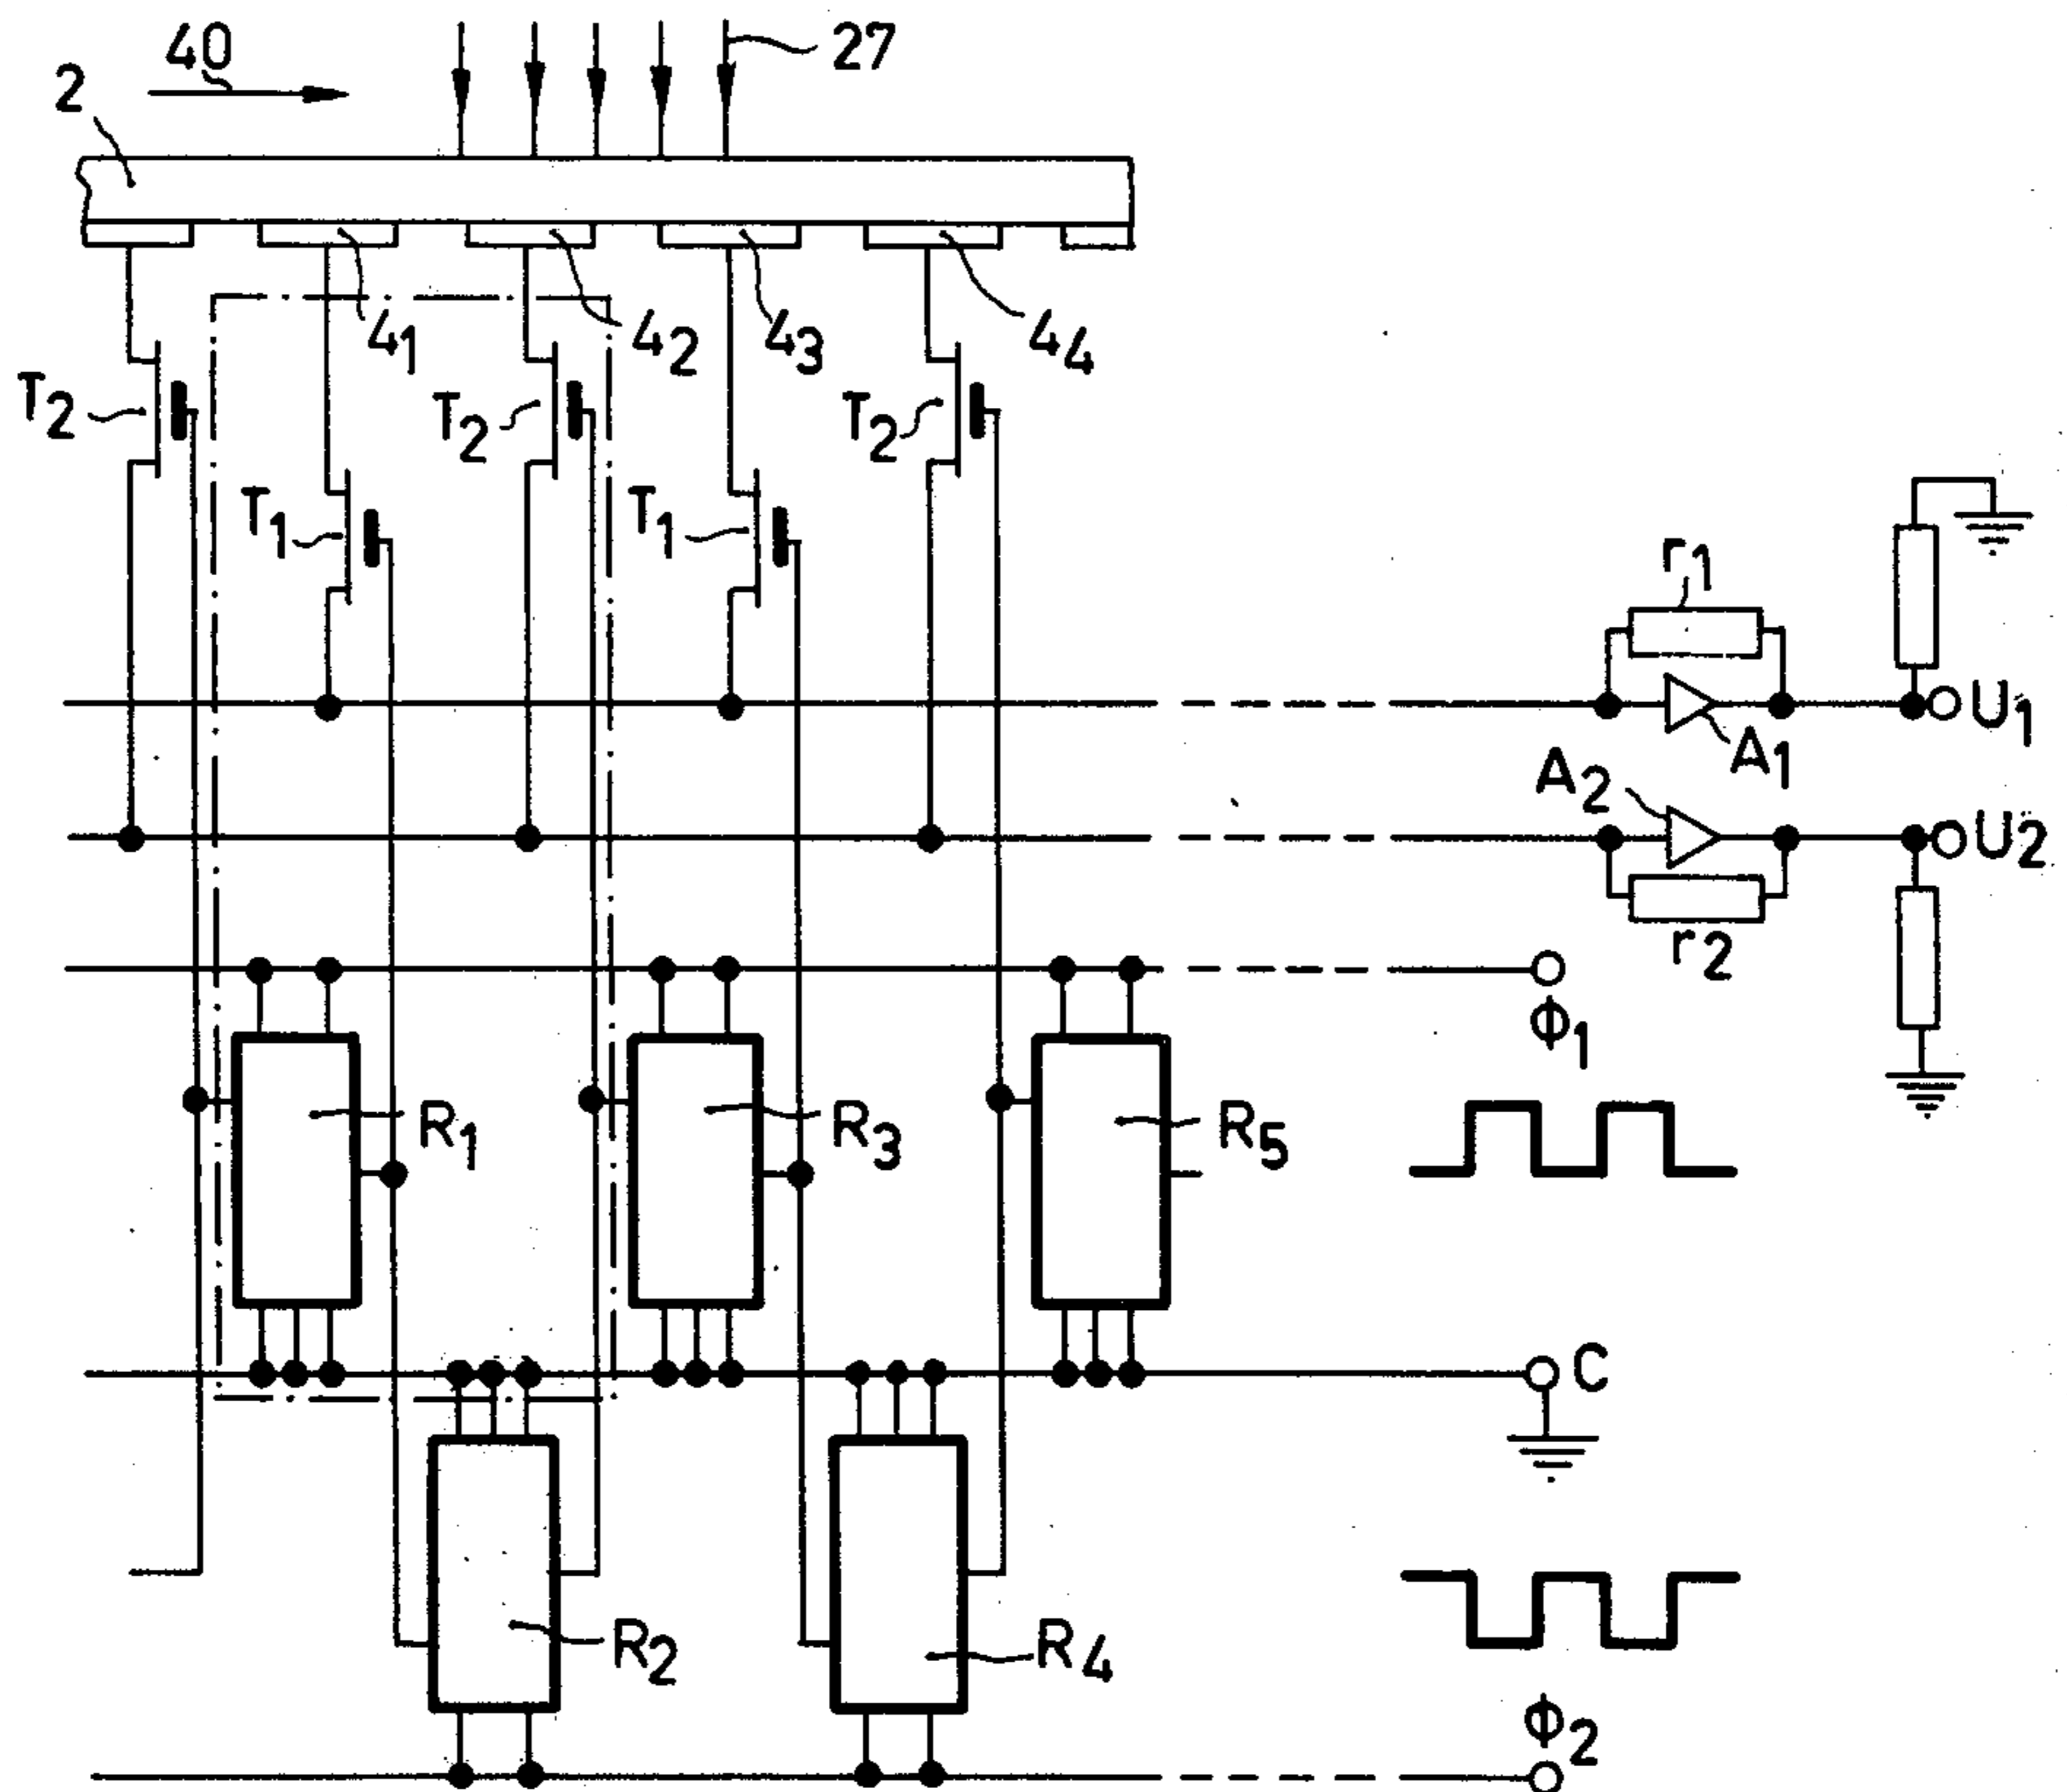 40
27
2
4₁
4₂
4₃
4₄
T₂
T₂
T₂
T₁
T₁
r₁
U₁
A₁
A₂
U₂
r₂
Φ₁
R₁
R₃
R₅
C
R₂
R₄
Φ₂